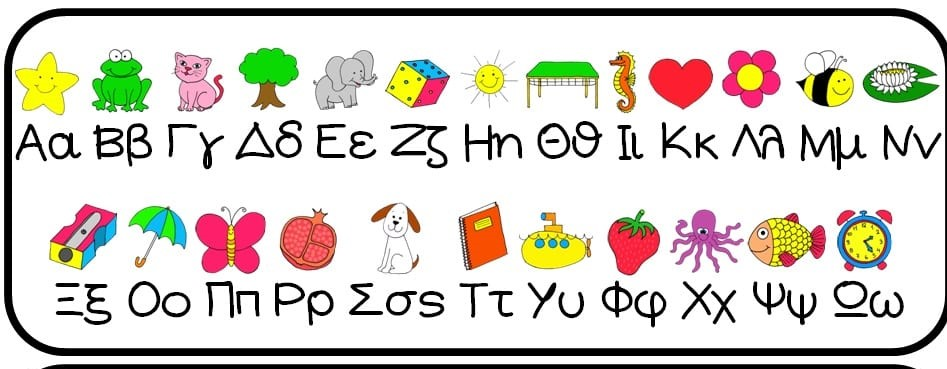 Αα Ββ Γγ Δδ Εε Ζζ Ηη Θϑ Ιι Κκ Λλ Μμ Νν
Ξξ Οο Ππ Ρρ Σσς Ττ Υυ Φφ Χχ Ψψ Ωω